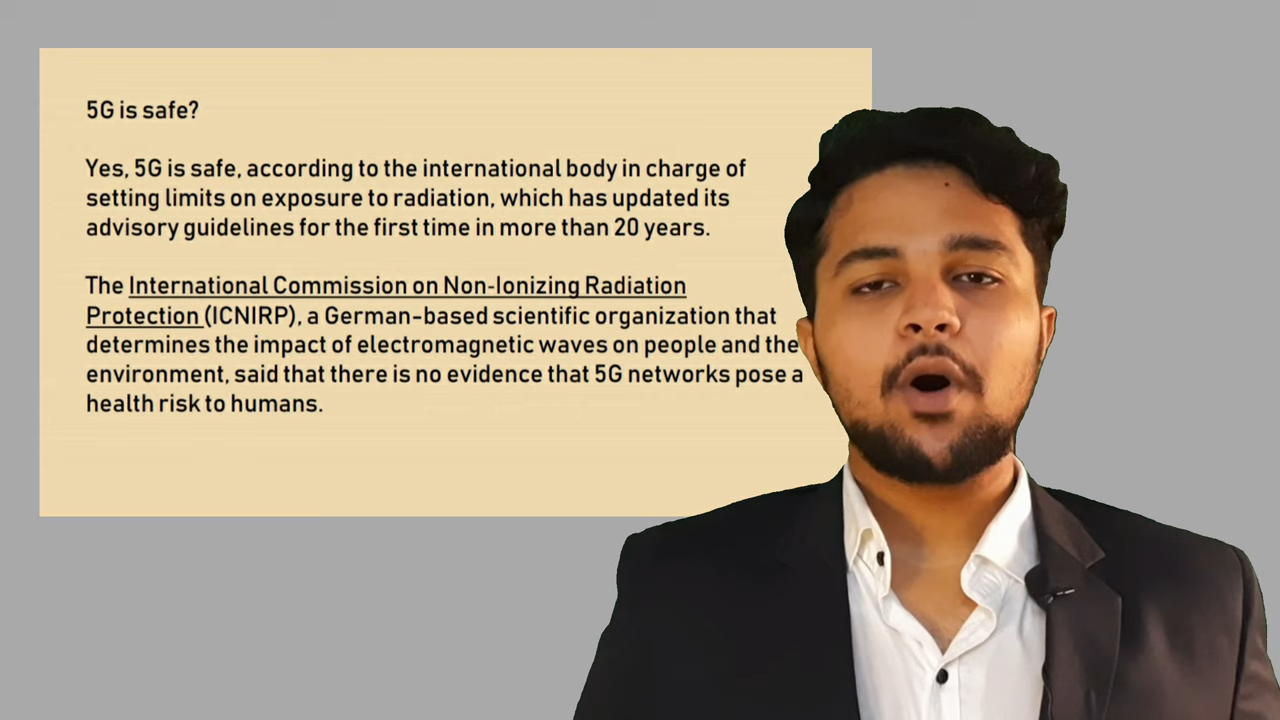 5G is safe?
Yes, 5G is safe, according to the international body in charge of
setting limits on exposure to radiation, which has updated its
advisory guidelines for the first time in more than 20 years.
The International Commission on Non-Ionizing Radiation
Protection (ICNIRP), a German-based scientific organization that
determines the impact of electromagnetic waves on people and the
environment, said that there is no evidence that 5G networks pose a
health risk to humans.